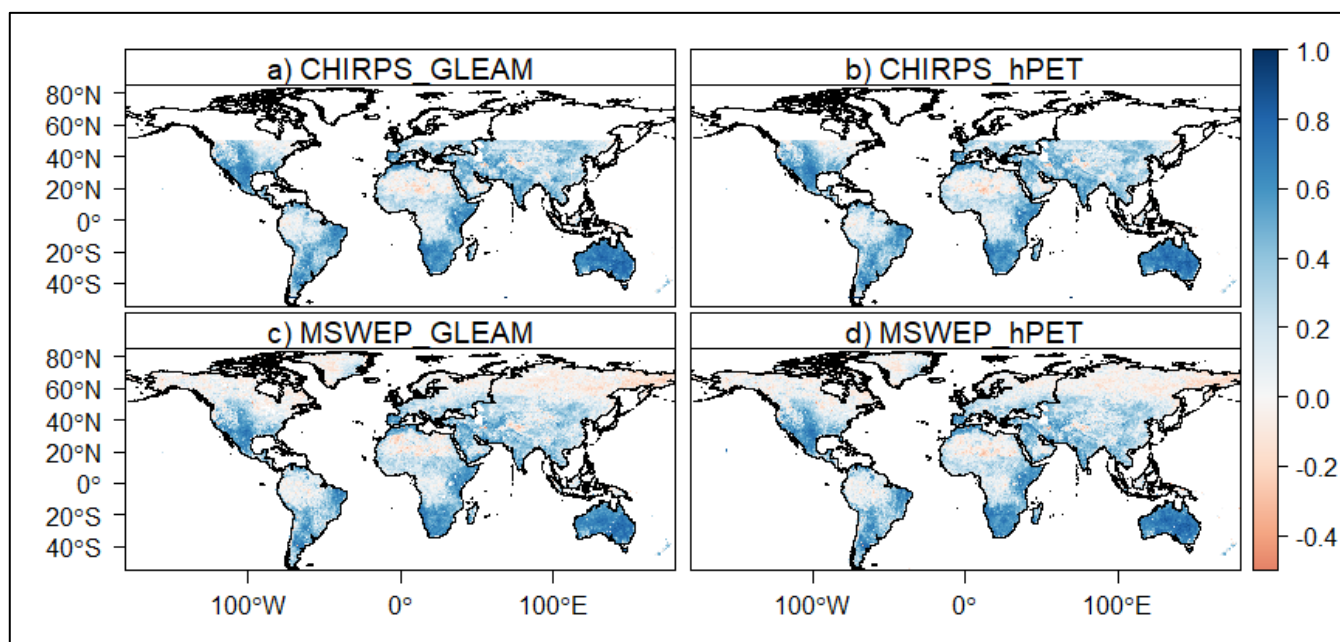 a) CHIRPS_GLEAM
b) CHIRPS_hPET
80°N
60°N
40°N
20°N
0°
20°S
40°S
c) MSWEP_GLEAM
d) MSWEP_hPET
80°N
60°N
40°N
20°N
0°
20°S
40°S
100°W
0°
100°E
100°W
0°
100°E
1.0
0.8
0.6
0.4
0.2
0.0
-0.2
-0.4